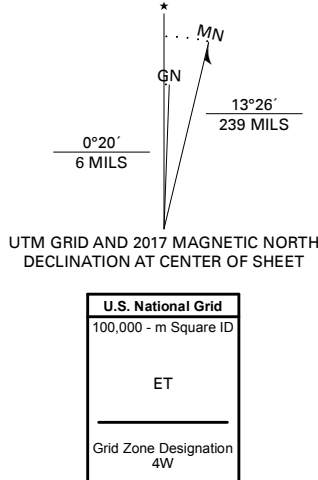 ★
MN
GN
13°26´
239 MILS
0°20´
6 MILS
UTM GRID AND 2017 MAGNETIC NORTH
DECLINATION AT CENTER OF SHEET
U.S. National Grid
100,000 - m Square ID
ET
Grid Zone Designation
4W